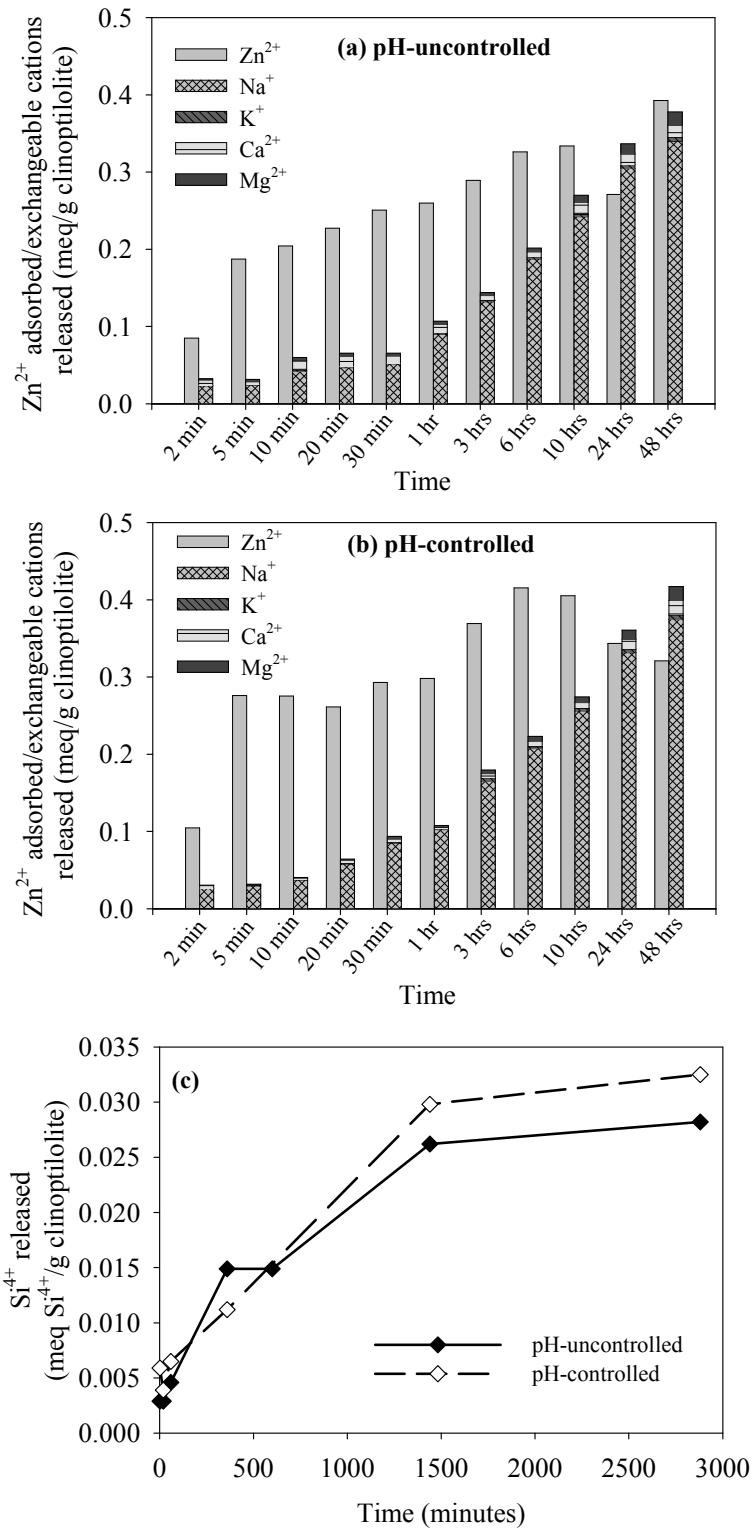 Zn²⁺ adsorbed/exchangeable cations
released (meq/g clinoptilolite)
0.5
0.4
0.3
0.2
0.1
0.0
(a) pH-uncontrolled
Zn²⁺
Na⁺
K⁺
Ca²⁺
Mg²⁺
2 min
5 min
10 min
20 min
30 min
1 hr
3 hrs
6 hrs
10 hrs
24 hrs
48 hrs
Time
Zn²⁺ adsorbed/exchangeable cations
released (meq/g clinoptilolite)
0.5
0.4
0.3
0.2
0.1
0.0
(b) pH-controlled
Zn²⁺
Na⁺
K⁺
Ca²⁺
Mg²⁺
2 min
5 min
10 min
20 min
30 min
1 hr
3 hrs
6 hrs
10 hrs
24 hrs
48 hrs
Time
Si⁴⁺ released
(meq Si⁴⁺/g clinoptilolite)
0.035
0.030
0.025
0.020
0.015
0.010
0.005
0.000
(c)
pH-uncontrolled
pH-controlled
0 500 1000 1500 2000 2500 3000
Time (minutes)